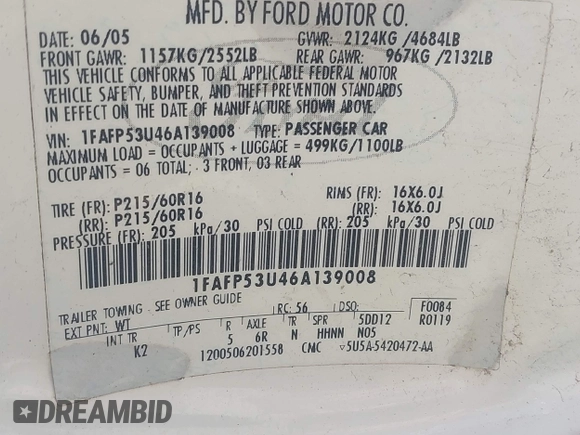 MFD. BY FORD MOTOR CO.
DATE: 06/05 GVWR: 2124KG /4684LB
FRONT GAWR: 1157KG/2552LB REAR GAWR: 967KG/2132LB
THIS VEHICLE CONFORMS TO ALL APPLICABLE FEDERAL MOTOR
VEHICLE SAFETY, BUMPER, AND THEFT PREVENTION STANDARDS
IN EFFECT ON THE DATE OF MANUFACTURE SHOWN ABOVE.
VIN: 1FAFP53U46A139008 TYPE: PASSENGER CAR
MAXIMUM LOAD = OCCUPANTS + LUGGAGE = 499KG/1100LB
OCCUPANTS = 06 TOTAL; 3 FRONT, 03 REAR
TIRE (FR): P215/60R16 RIMS (FR): 16X6.0J
(RR): P215/60R16 (RR): 16X6.0J
PRESSURE (FR): 205 kPa/30 PSI COLD (RR): 205 kPa/30 PSI COLD
1FAFP53U46A139008
TRAILER TOWING - SEE OWNER GUIDE
EXT PNT: WT RC: 56 DSO: F0084
INT TR TP/PS R AXLE TR SPR 5DD12 R0119
K2 5 6R N HHNN N05
1200506201558 CMC ▽5U5A-5420472-AA
DREAMBID